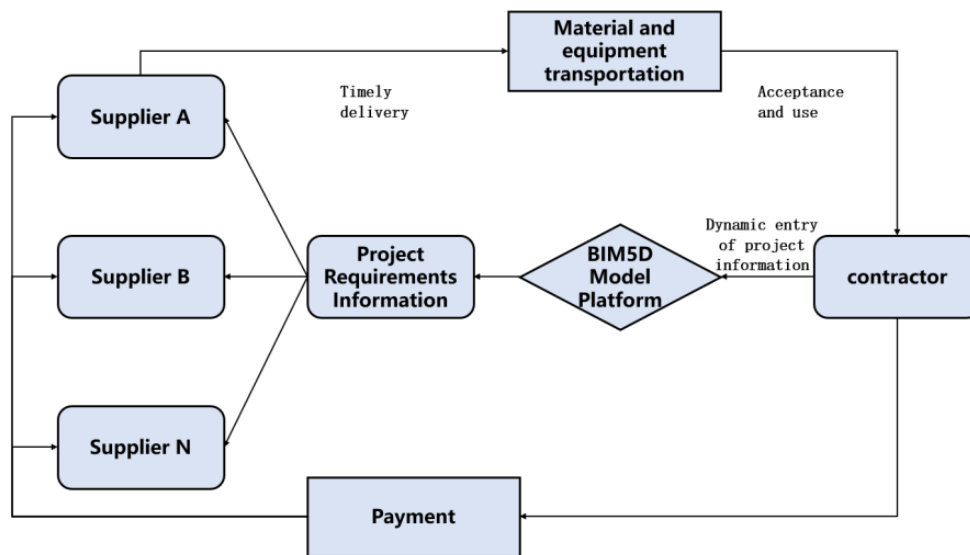 Material and
equipment
transportation
Timely
delivery
Acceptance
and use
Supplier A
Dynamic entry
of project
information
Supplier B
Project
Requirements
Information
BIM5D
Model
Platform
contractor
Supplier N
Payment